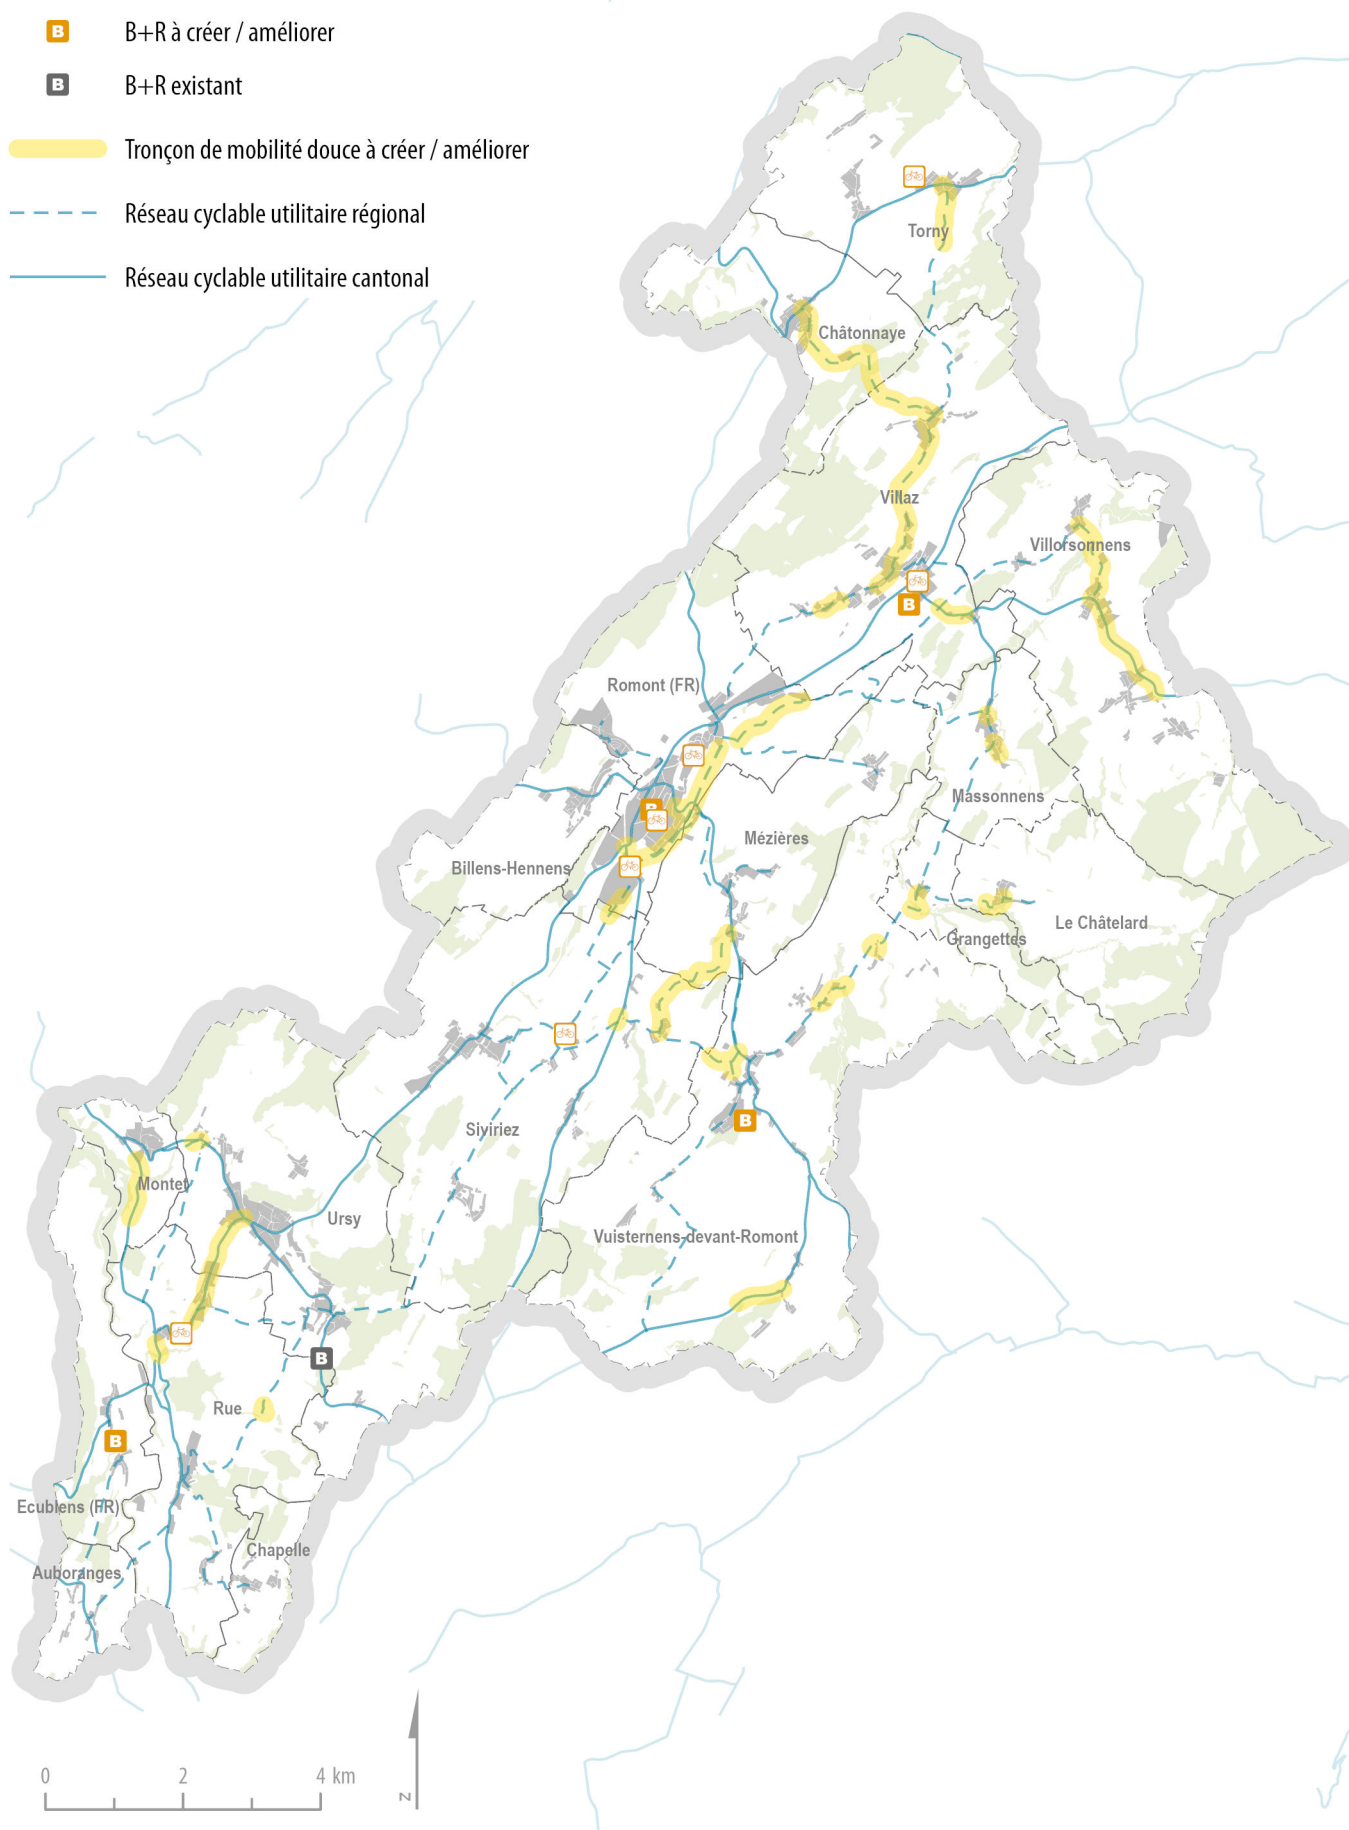 B B+R à créer / améliorer
B B+R existant
Tronçon de mobilité douce à créer / améliorer
Réseau cyclable utilitaire régional
Réseau cyclable utilitaire cantonal
Torny
Châtonnaye
Villaz
Villorsonnens
B
Romont (FR)
Massonnens
B
Mézières
Billens-Hennens
Le Châtelard
Grangettes
B
Siviriez
Montet
Ursy
Vuisternens-devant-Romont
B
Rue
B
Ecublens (FR)
Chapelle
Auboranges
0 2 4 km
N